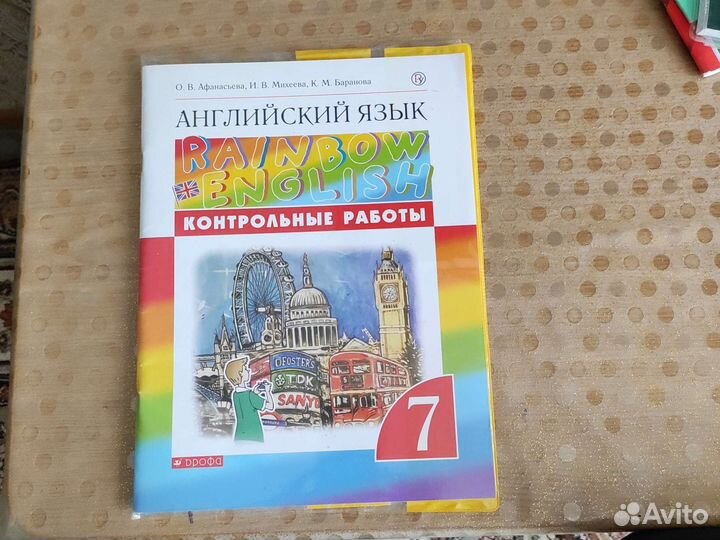 О. В. Афанасьева, И. В. Михеева, К. М. Баранова
АНГЛИЙСКИЙ ЯЗЫК
RAINBOW
ENGLISH
КОНТРОЛЬНЫЕ РАБОТЫ
FOSTERS
TDK
SANYO
7
дрофа
Avito